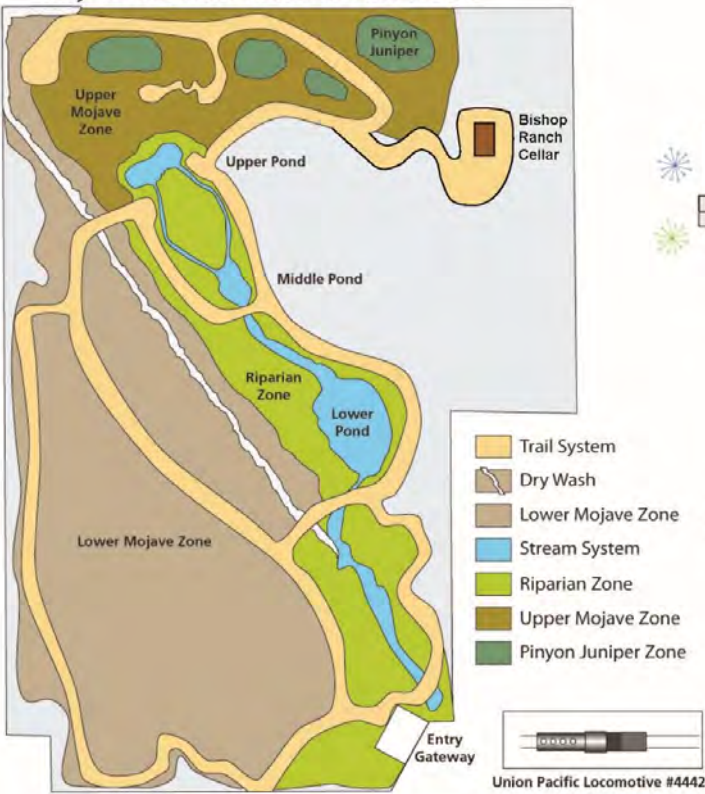 Pinyon
Juniper
Upper
Mojave
Zone
Bishop
Ranch
Cellar
Upper Pond
Middle Pond
Riparian
Zone
Lower
Pond
Lower Mojave Zone
Entry
Gateway
Trail System
Dry Wash
Lower Mojave Zone
Stream System
Riparian Zone
Upper Mojave Zone
Pinyon Juniper Zone
Union Pacific Locomotive #4442